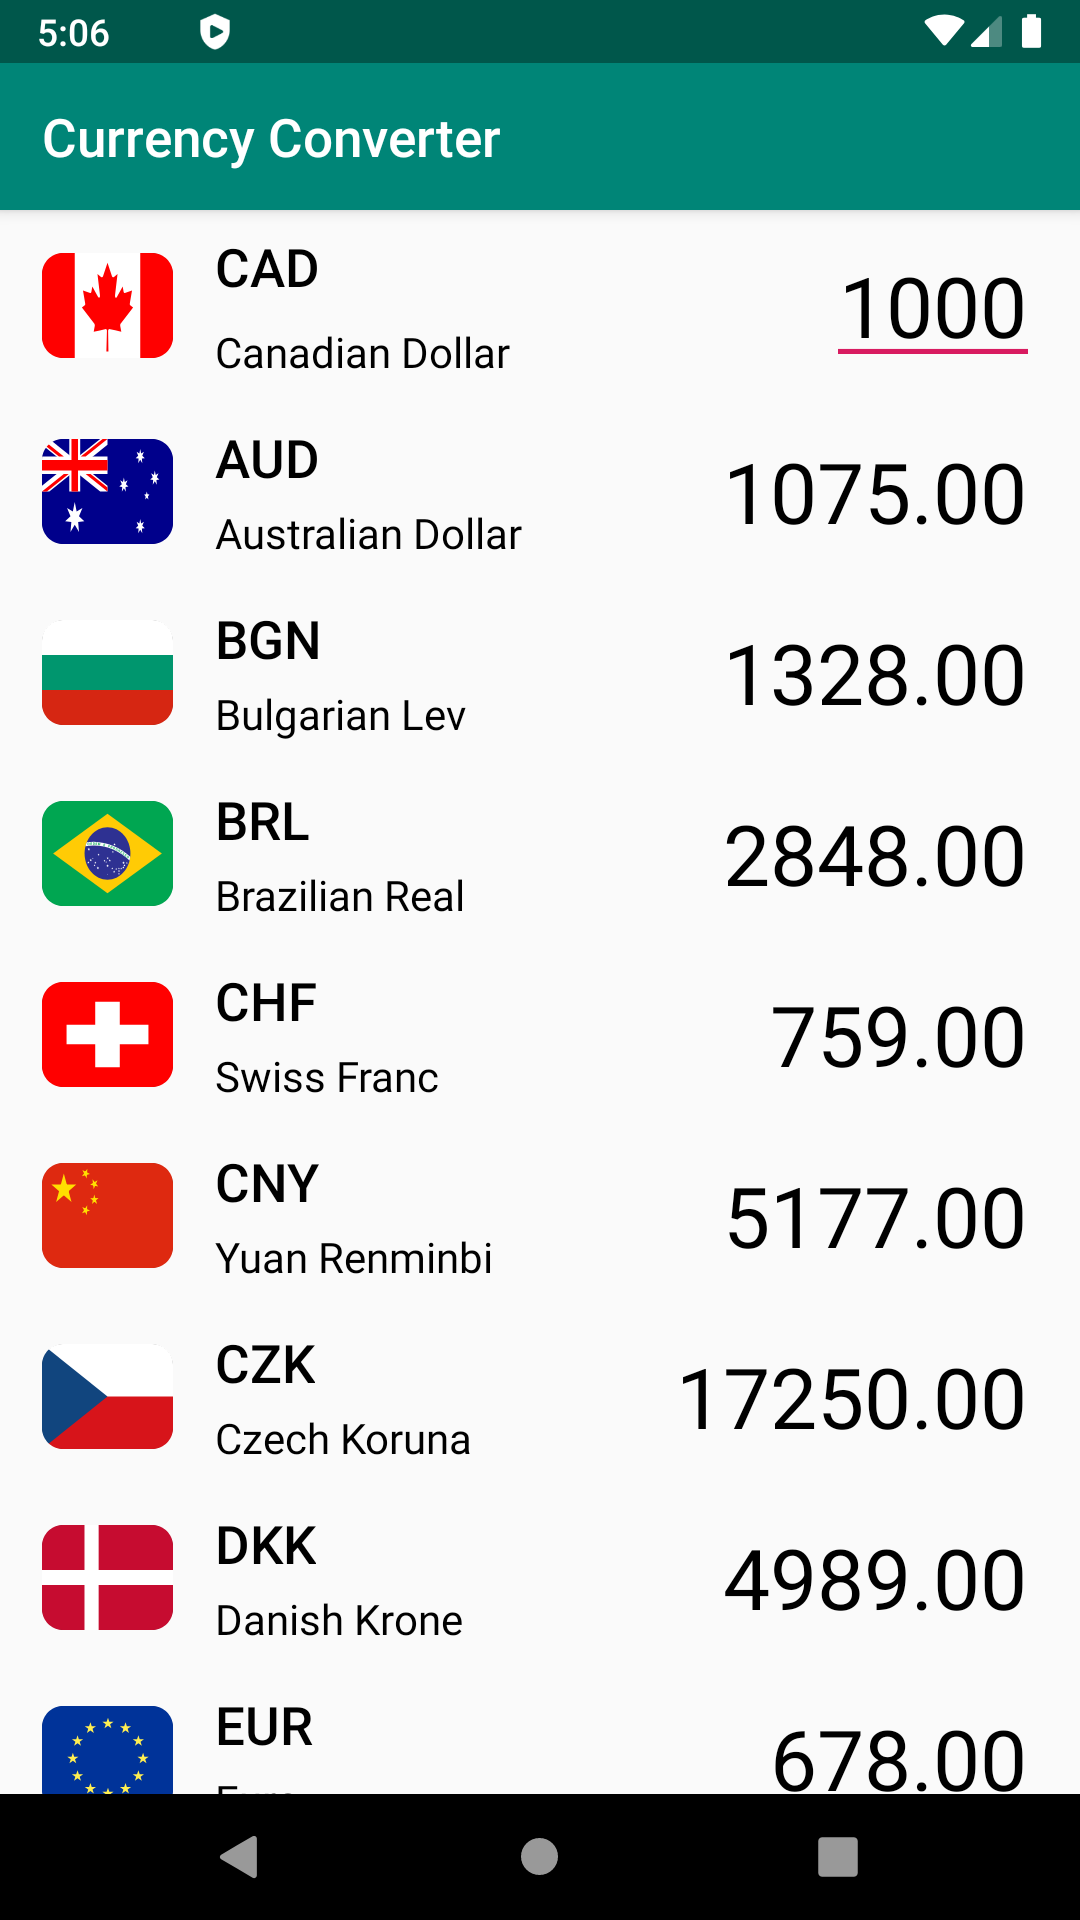 5:06
Currency Converter
CAD
Canadian Dollar
1000
AUD
Australian Dollar
1075.00
BGN
Bulgarian Lev
1328.00
BRL
Brazilian Real
2848.00
CHF
Swiss Franc
759.00
CNY
Yuan Renminbi
5177.00
CZK
Czech Koruna
17250.00
DKK
Danish Krone
4989.00
EUR
678.00